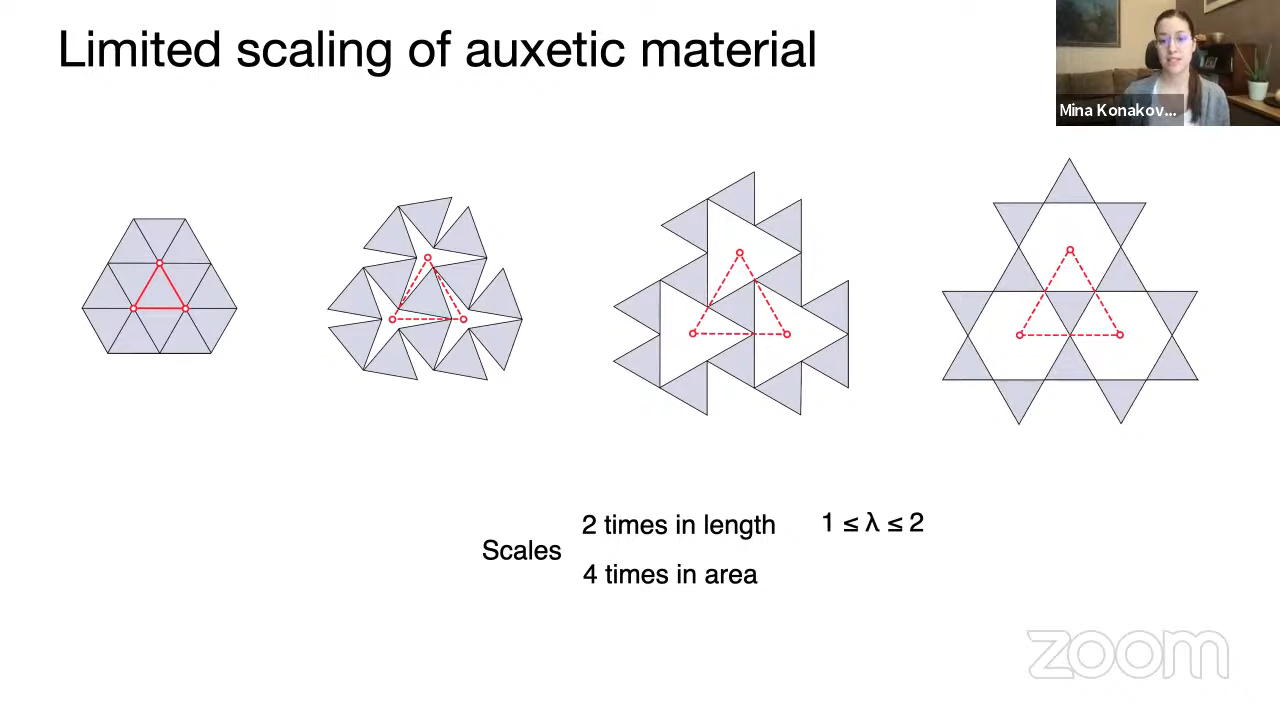 Limited scaling of auxetic material
Mina Konakov...
2 times in length
1 ≤ λ ≤ 2
Scales
4 times in area
zoom